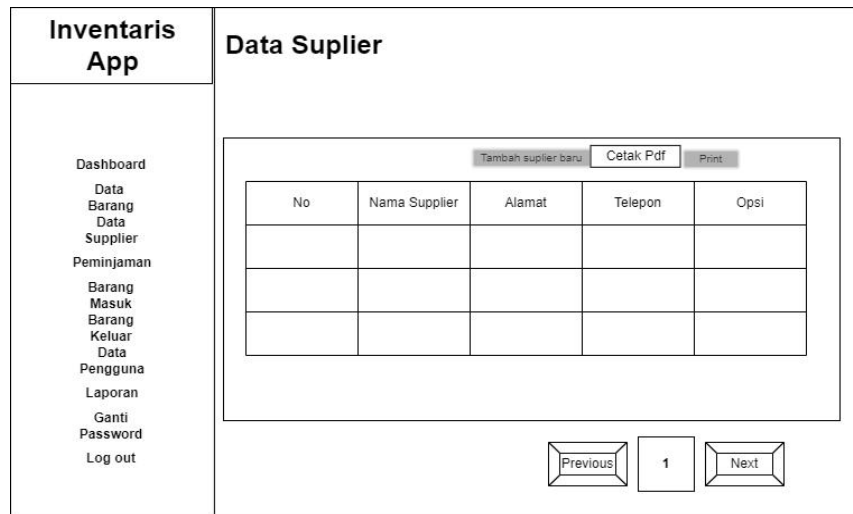 Inventaris
App
Data Suplier
Dashboard
Data
Barang
Data
Supplier
Peminjaman
Barang
Masuk
Barang
Keluar
Data
Pengguna
Laporan
Ganti
Password
Log out
Tambah suplier baru Cetak Pdf Print
No Nama Supplier Alamat Telepon Opsi
Previous 1 Next